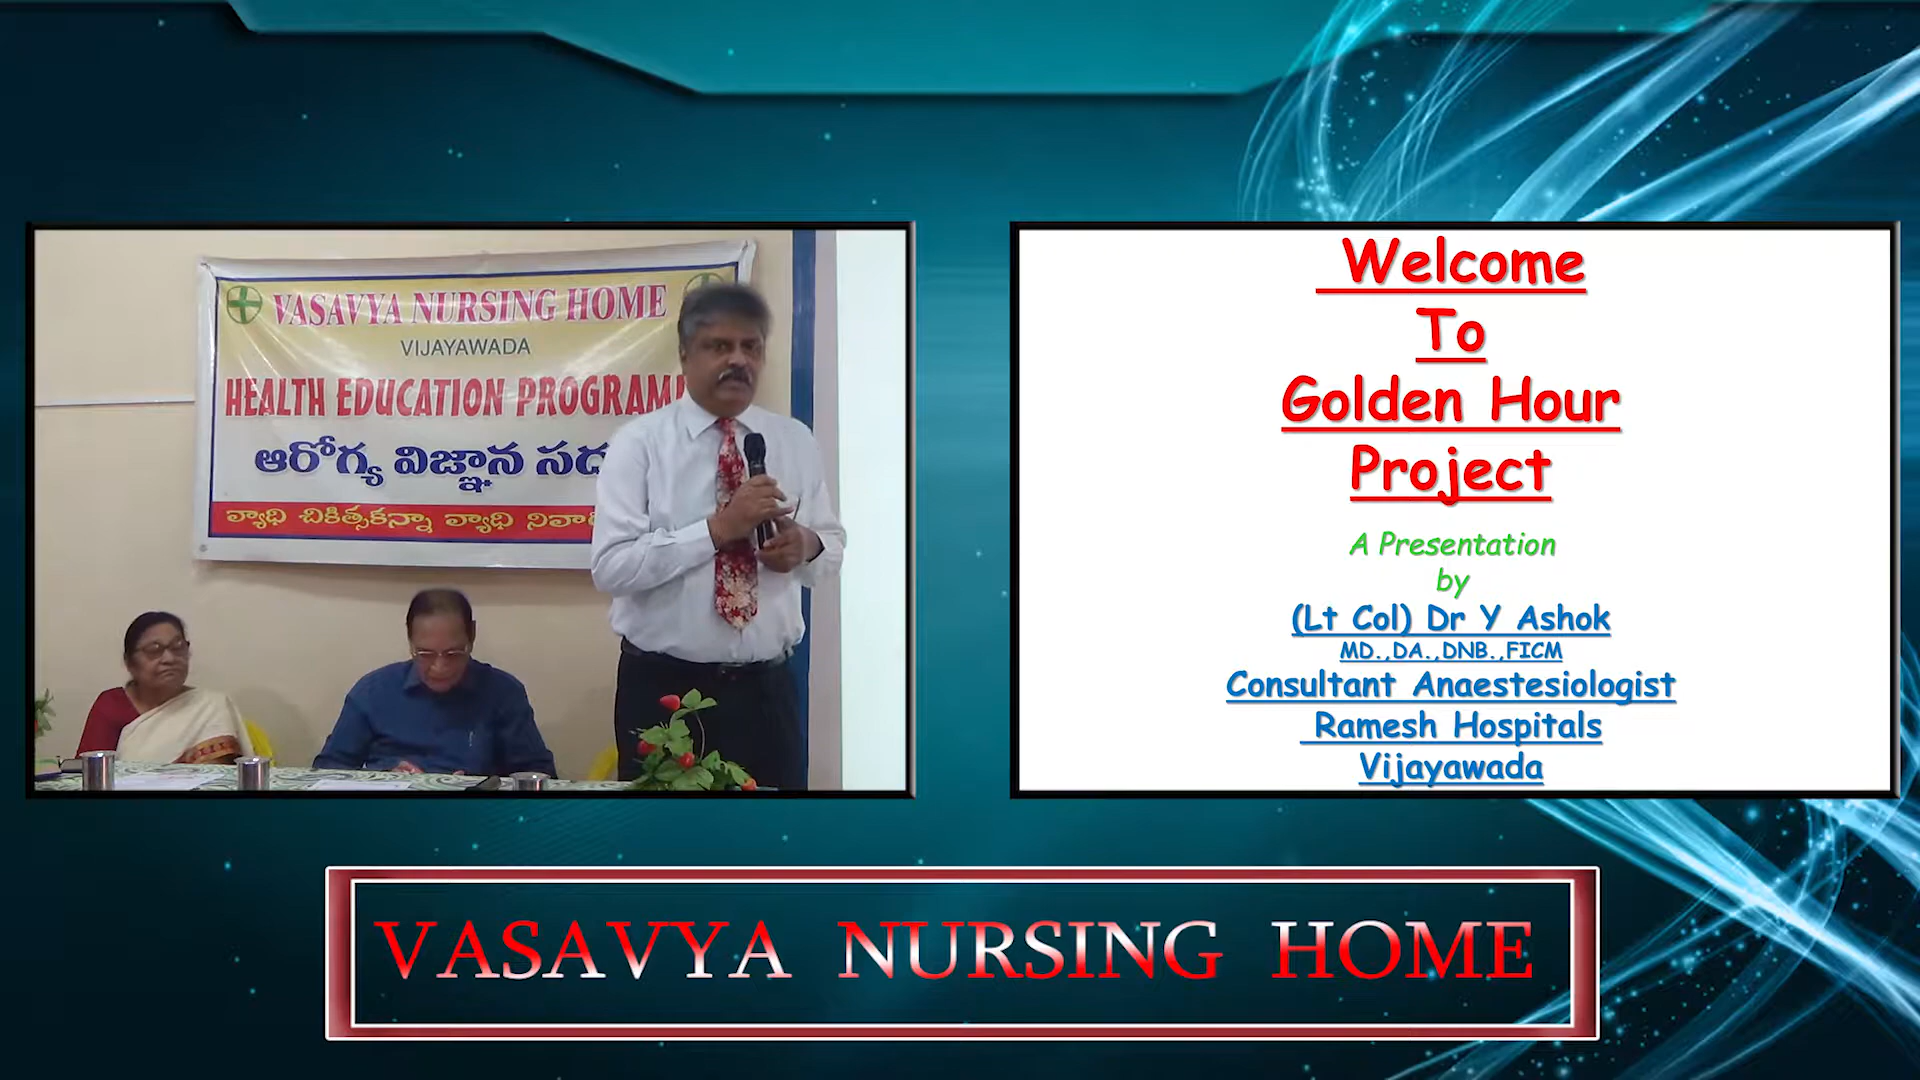 VASAVYA NURSING HOME
VIJAYAWADA
HEALTH EDUCATION
ఆరోగ్య విజ్ఞాన
వ్యాధి చికిత్సకన్నా వ్యాధి
Welcome
To
Golden Hour
Project
A Presentation
by
(Lt Col) Dr Y Ashok
MD.,DA.,DNB.,FICM
Consultant Anaestesiologist
Ramesh Hospitals
Vijayawada
VASAVYA NURSING HOME